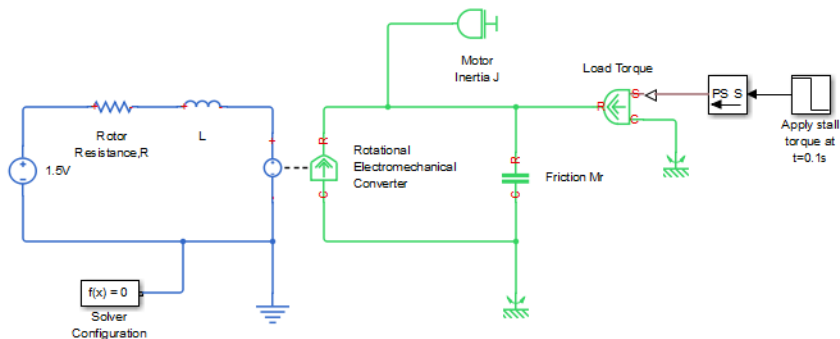 Motor
Inertia J
Load Torque
S
R
C
PS S
Apply stall
torque at
t=0.1s
Rotor
Resistance,R
L
1.5V
R
C
Rotational
Electromechanical
Converter
R
C
Friction Mr
f(x) = 0
Solver
Configuration